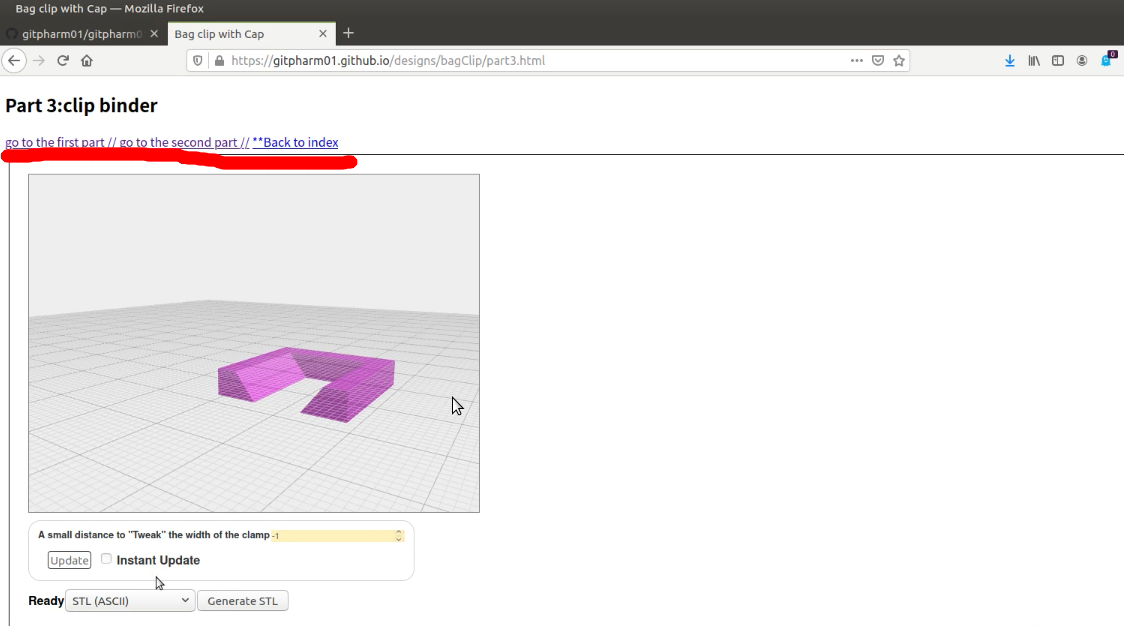 Bag clip with Cap — Mozilla Firefox
gitpharm01/gitpharm0
Bag clip with Cap
https://gitpharm01.github.io/designs/bagClip/part3.html
0
Part 3:clip binder
go to the first part // go to the second part // **Back to index
A small distance to "Tweak" the width of the clamp -1
Update Instant Update
Ready STL (ASCII) Generate STL